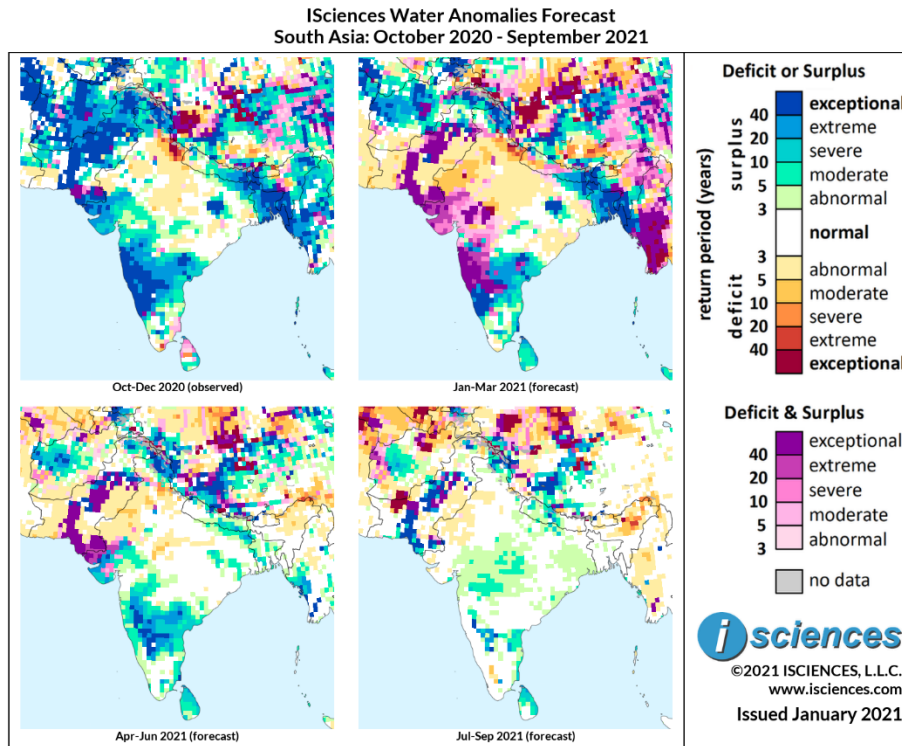 ISciences Water Anomalies Forecast
South Asia: October 2020 - September 2021
Oct-Dec 2020 (observed)
Jan-Mar 2021 (forecast)
Apr-Jun 2021 (forecast)
Jul-Sep 2021 (forecast)
Deficit or Surplus
return period (years)
surplus
deficit
40 exceptional
20 extreme
10 severe
5 moderate
3 abnormal
normal
3 abnormal
5 moderate
10 severe
20 extreme
40 exceptional
Deficit & Surplus
40 exceptional
20 extreme
10 severe
5 moderate
3 abnormal
no data
i sciences
©2021 ISCIENCES, L.L.C.
www.isciences.com
Issued January 2021